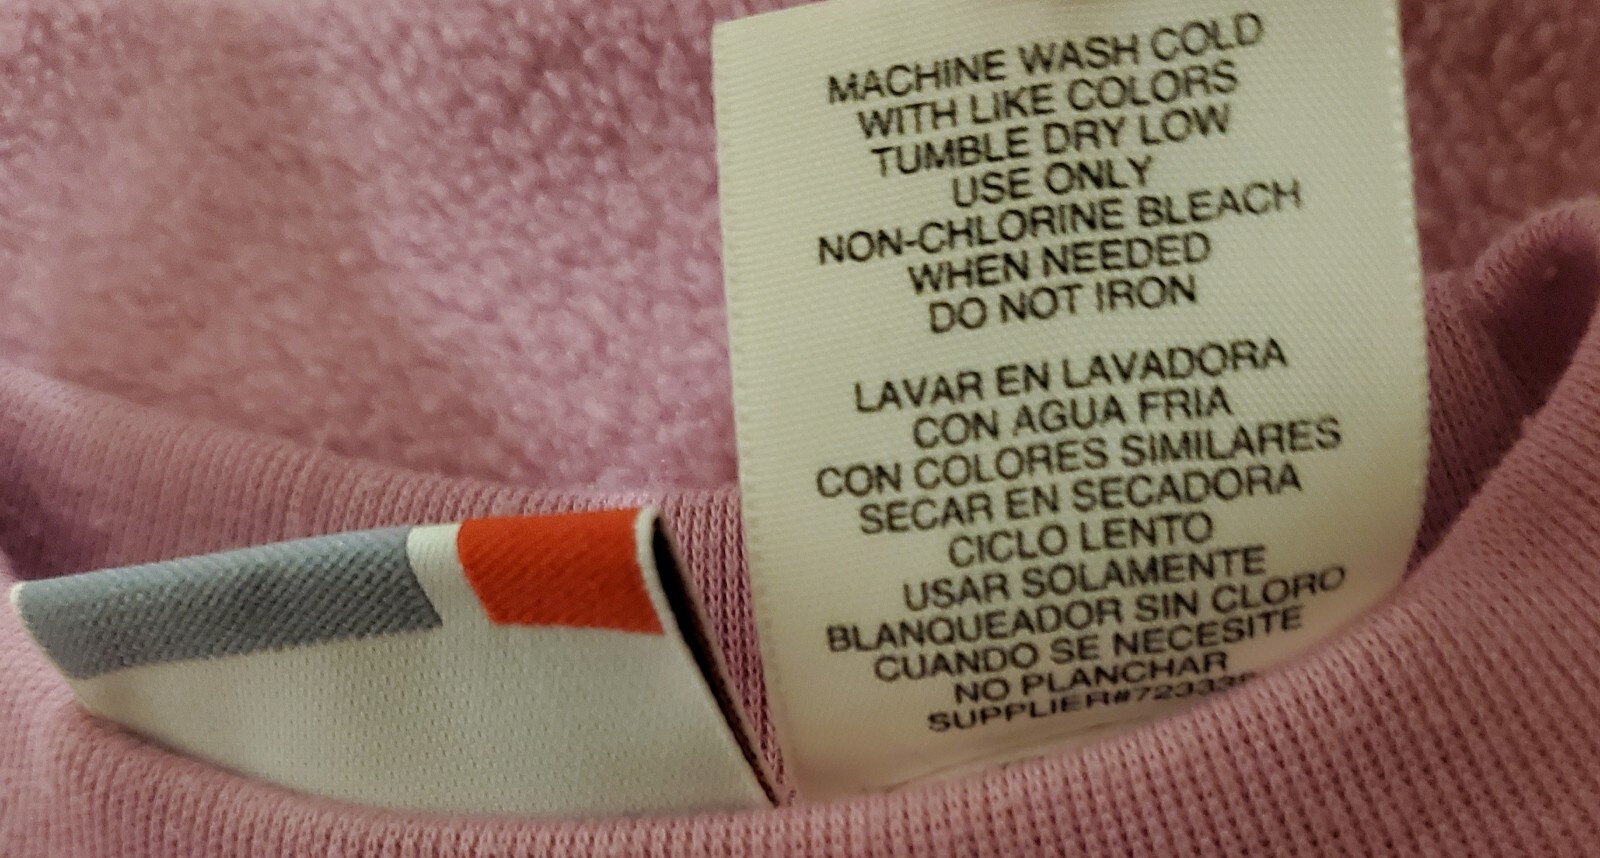 MACHINE WASH COLD
WITH LIKE COLORS
TUMBLE DRY LOW
USE ONLY
NON-CHLORINE BLEACH
WHEN NEEDED
DO NOT IRON
LAVAR EN LAVADORA
CON AGUA FRIA
CON COLORES SIMILARES
SECAR EN SECADORA
CICLO LENTO
USAR SOLAMENTE
BLANQUEADOR SIN CLORO
CUANDO SE NECESITE
NO PLANCHAR